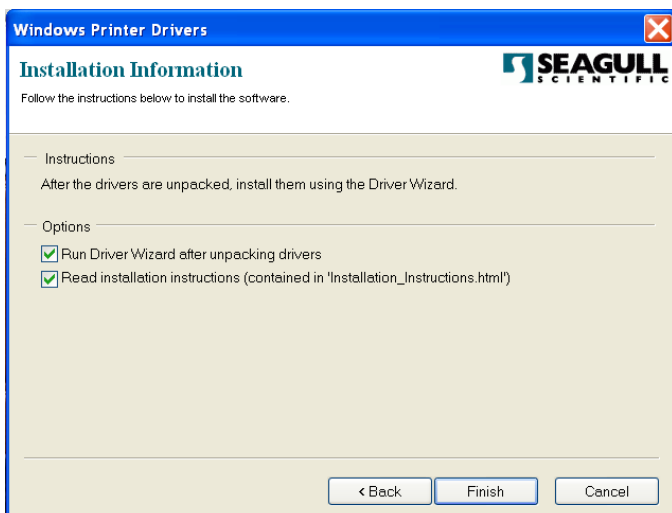 Windows Printer Drivers
Installation Information
SEAGULL
SCIENTIFIC
Follow the instructions below to install the software.
Instructions
After the drivers are unpacked, install them using the Driver Wizard.
Options
Run Driver Wizard after unpacking drivers
Read installation instructions (contained in 'Installation_Instructions.html')
< Back Finish Cancel